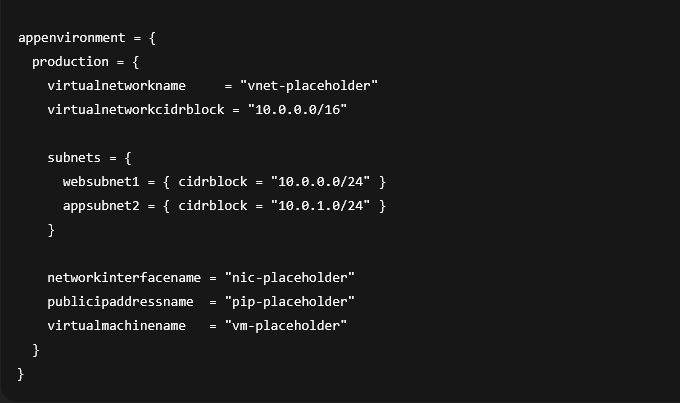 appenvironment = {
  production = {
    virtualnetworkname     = "vnet-placeholder"
    virtualnetworkcidrblock = "10.0.0.0/16"

    subnets = {
      websubnet1 = { cidrblock = "10.0.0.0/24" }
      appsubnet2 = { cidrblock = "10.0.1.0/24" }
    }

    networkinterfacename = "nic-placeholder"
    publicipaddressname  = "pip-placeholder"
    virtualmachinename   = "vm-placeholder"
  }
}